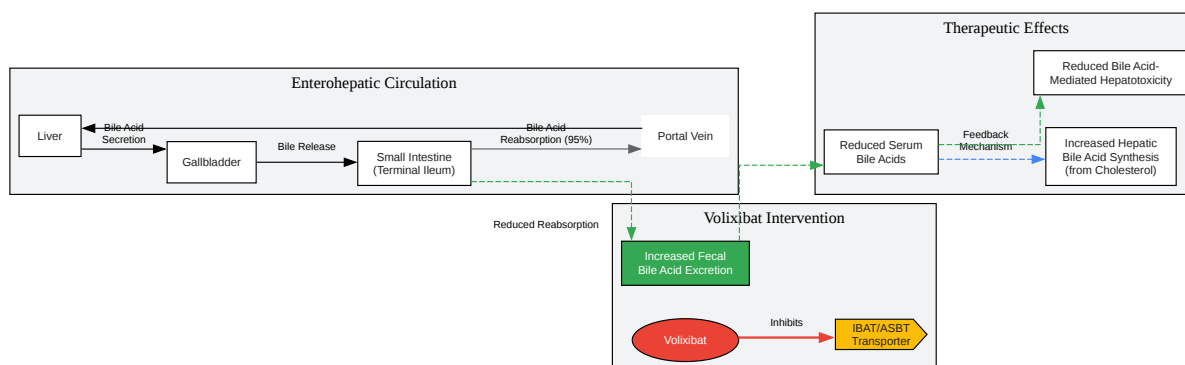 Therapeutic Effects
Reduced Bile Acid-
Mediated Hepatotoxicity
Enterohepatic Circulation
Liver
Bile Acid
Secretion
Gallbladder
Bile Release
Small Intestine
(Terminal Ileum)
Bile Acid
Reabsorption (95%)
Portal Vein
Reduced Serum
Bile Acids
Feedback
Mechanism
Increased Hepatic
Bile Acid Synthesis
(from Cholesterol)
Reduced Reabsorption
Volixibat Intervention
Increased Fecal
Bile Acid Excretion
Volixibat
Inhibits
IBAT/ASBT
Transporter